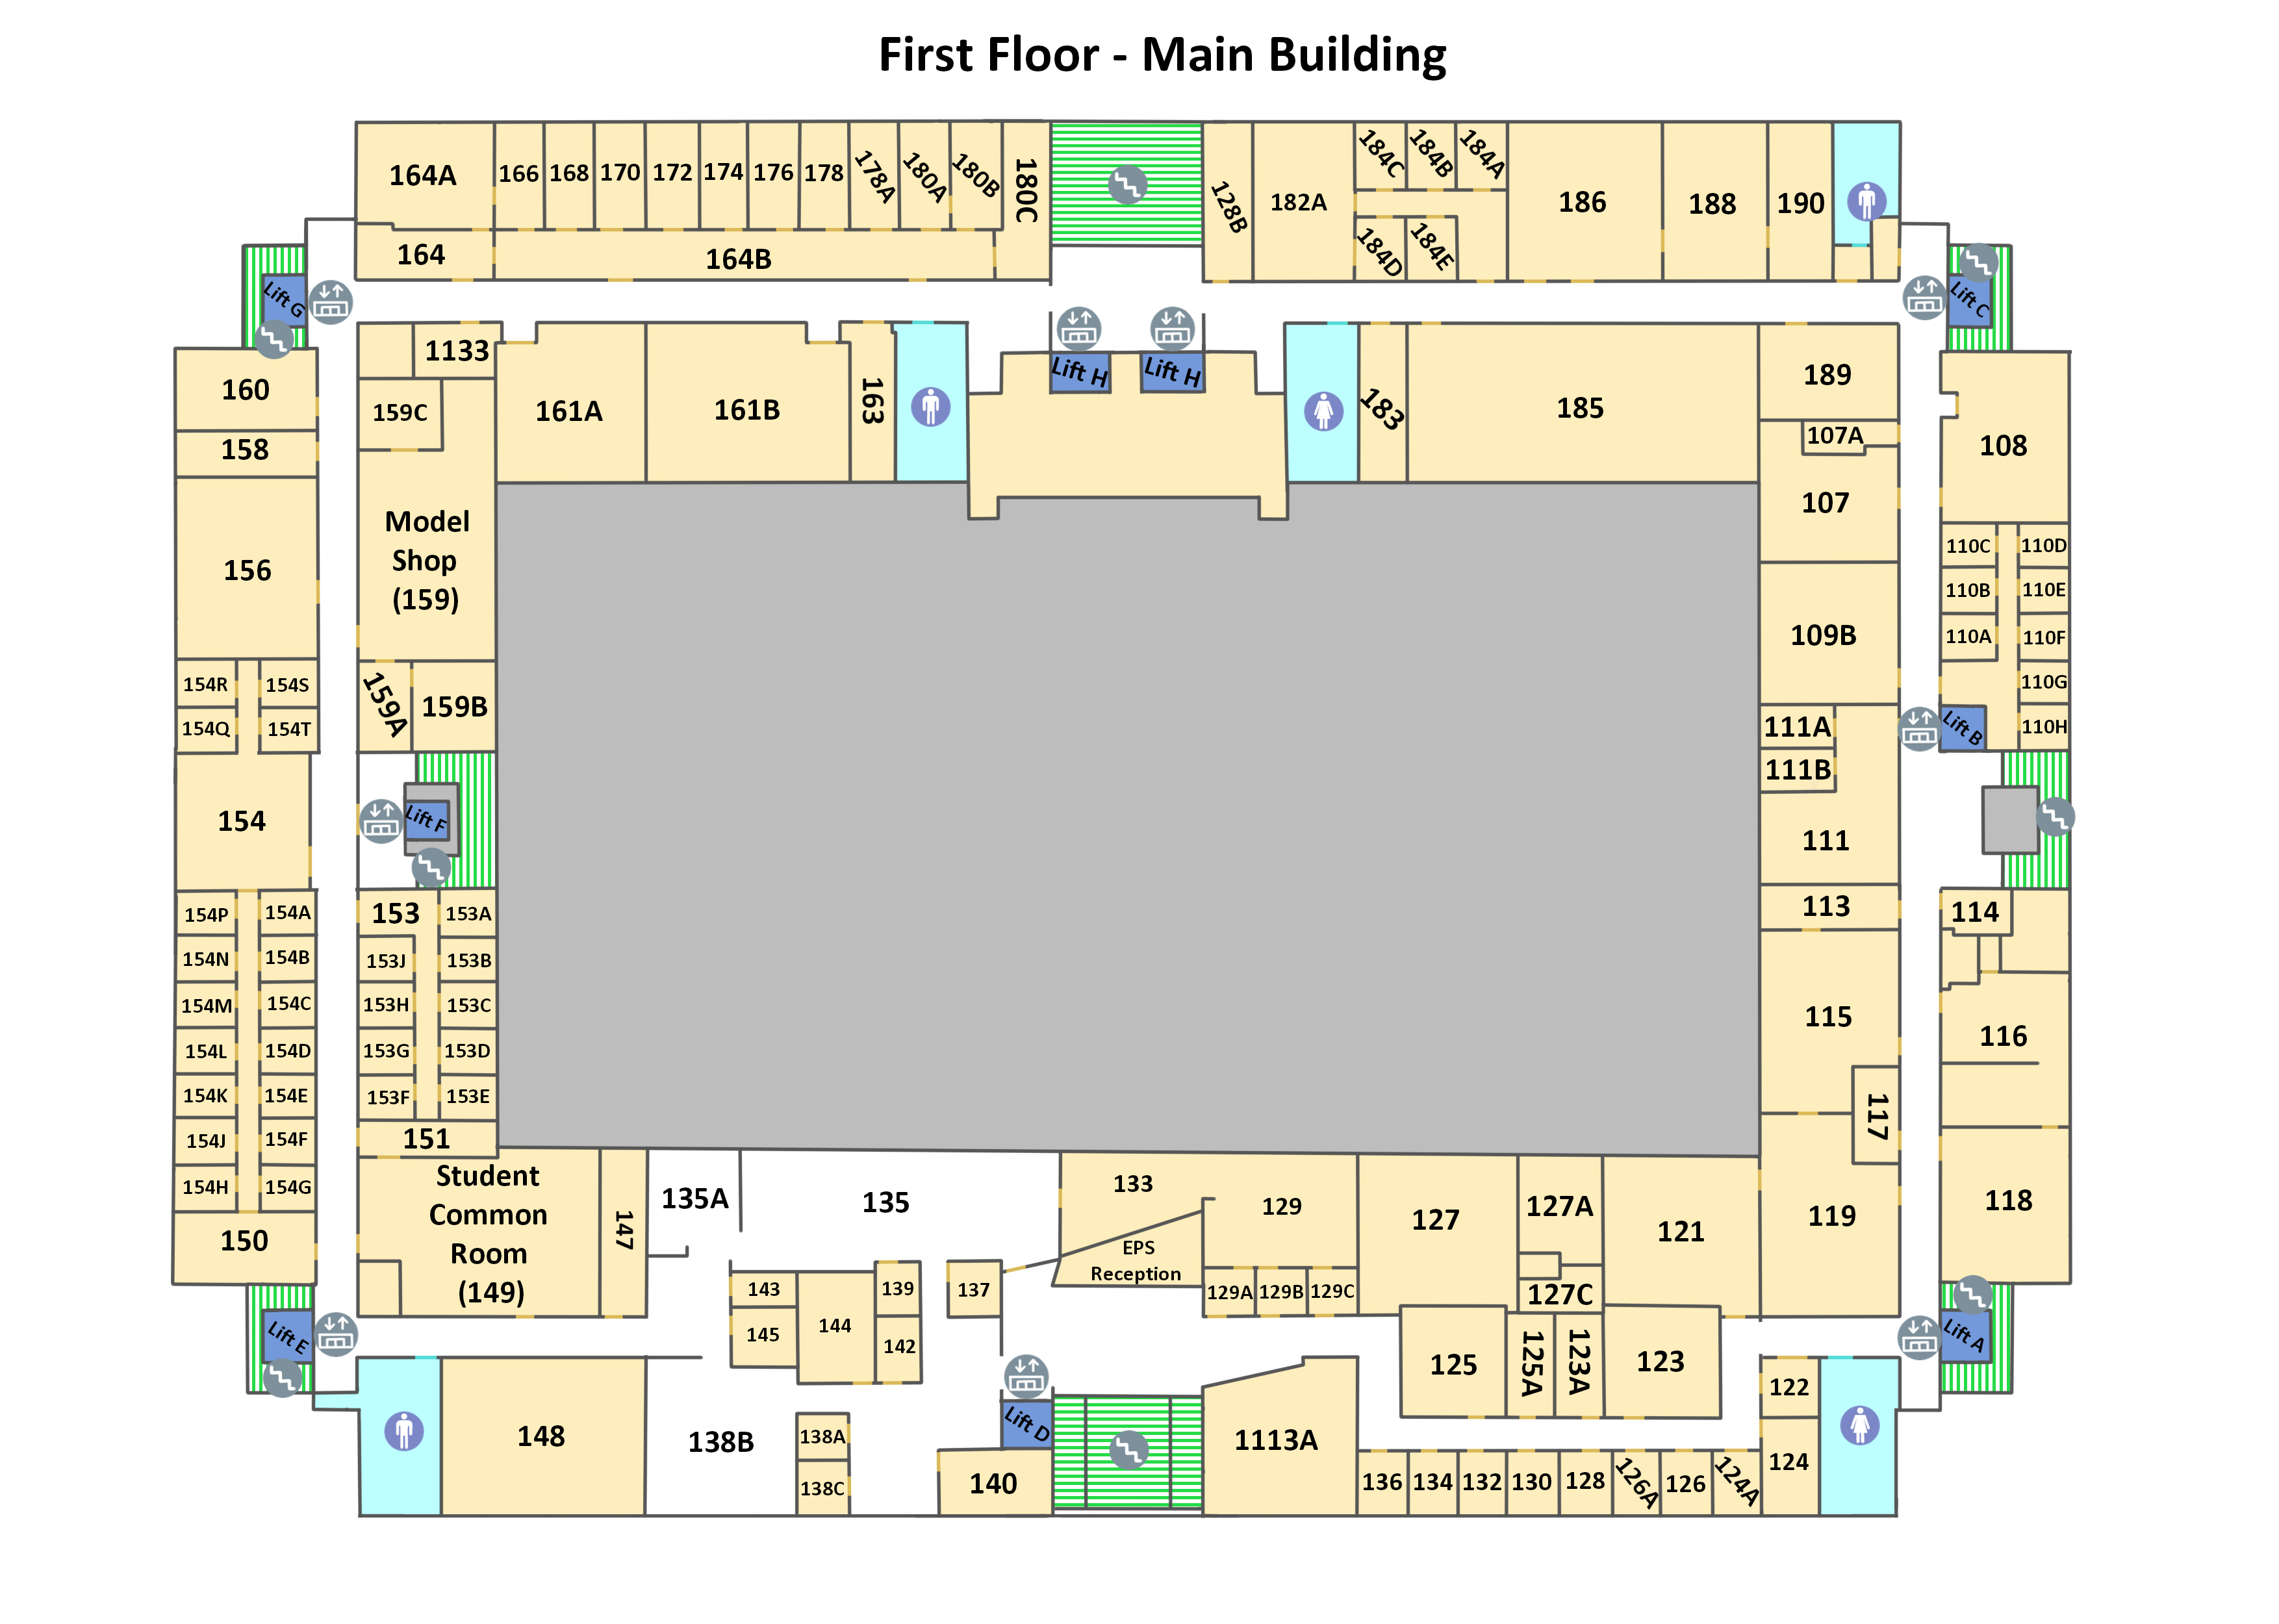 First Floor - Main Building
164A
166
168
170
172
174
176
178
178A
180A
180B
180C
128B
182A
184C
184B
184A
186
188
190
164
164B
184D
184E
Lift G
Lift C
1133
161A
161B
163
Lift H
Lift H
183
185
189
160
158
159C
107A
108
156
Model
Shop
(159)
107
110C
110D
109B
110B
110E
110A
110F
154R
154S
159A
159B
110G
154Q
154T
111A
Lift B
110H
111B
154
Lift F
111
154P
154A
153
153A
113
114
154N
154B
153J
153B
154M
154C
153H
153C
115
116
154L
154D
153G
153D
154K
154E
153F
153E
117
154J
154F
151
154H
154G
Student
Common
Room
(149)
147
135A
135
133
129
127
127A
121
119
118
150
EPS
Reception
143
139
137
129A
129B
129C
127C
Lift E
145
144
142
125
125A
123A
123
Lift A
122
148
138B
138A
Lift D
1113A
138C
140
136
134
132
130
128
126A
126
124A
124